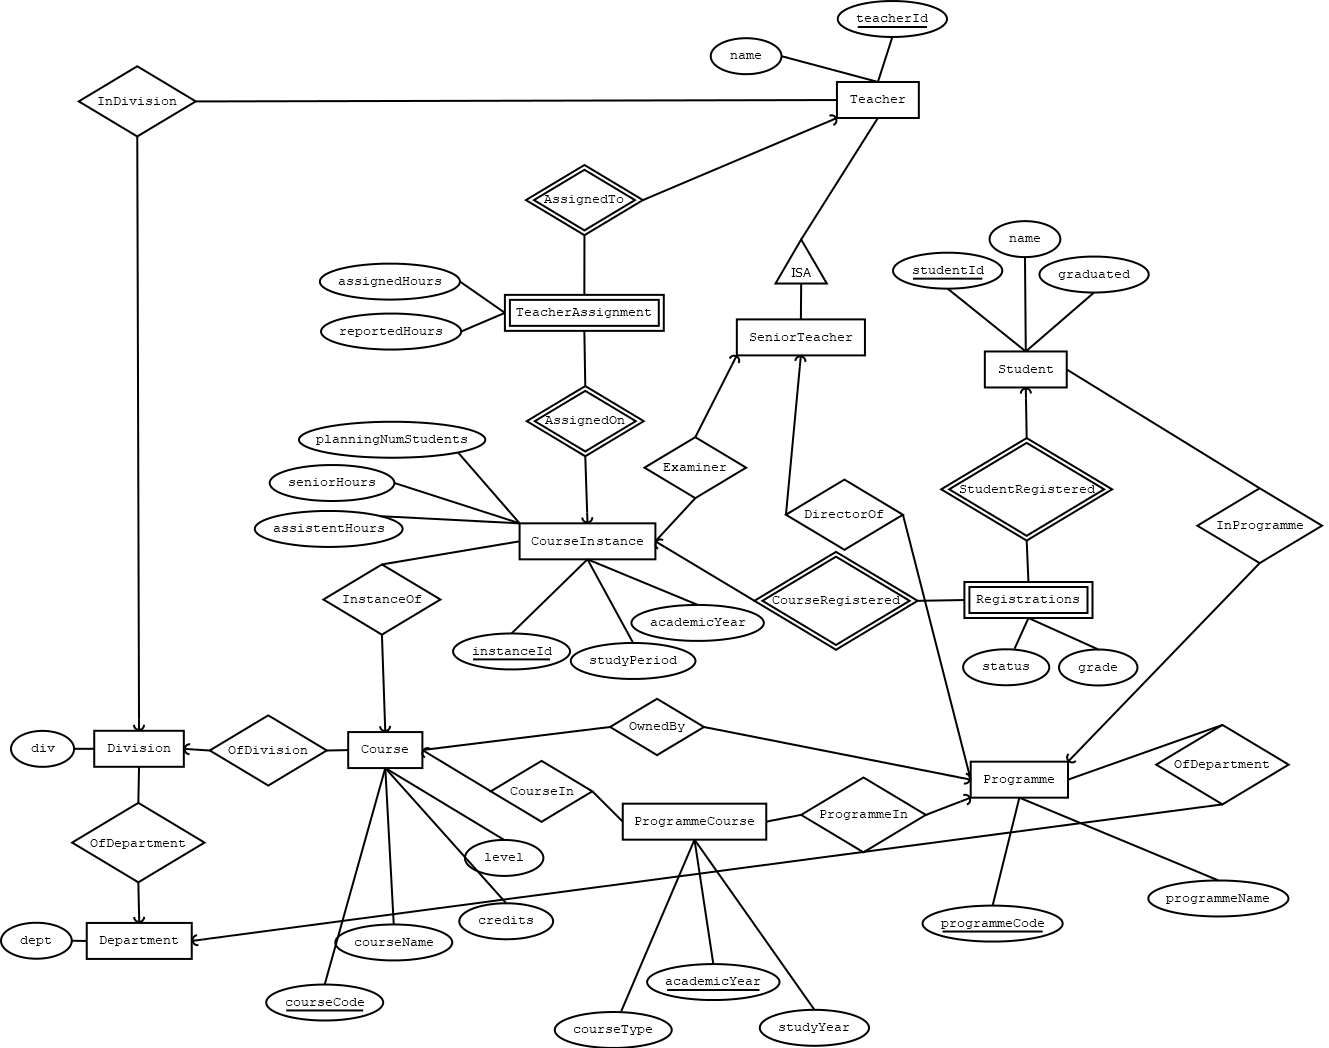 teacherId
name
InDivision
Teacher
AssignedTo
name
studentId
graduated
ISA
assignedHours
TeacherAssignment
reportedHours
SeniorTeacher
Student
AssignedOn
planningNumStudents
Examiner
seniorHours
StudentRegistered
DirectorOf
InProgramme
assistentHours
CourseInstance
InstanceOf
CourseRegistered
Registrations
academicYear
instanceId
studyPeriod
status
grade
OwnedBy
div
Division
OfDivision
Course
OfDepartment
Programme
CourseIn
ProgrammeCourse
ProgrammeIn
OfDepartment
level
programmeName
credits
programmeCode
dept
Department
courseName
academicYear
courseCode
courseType
studyYear